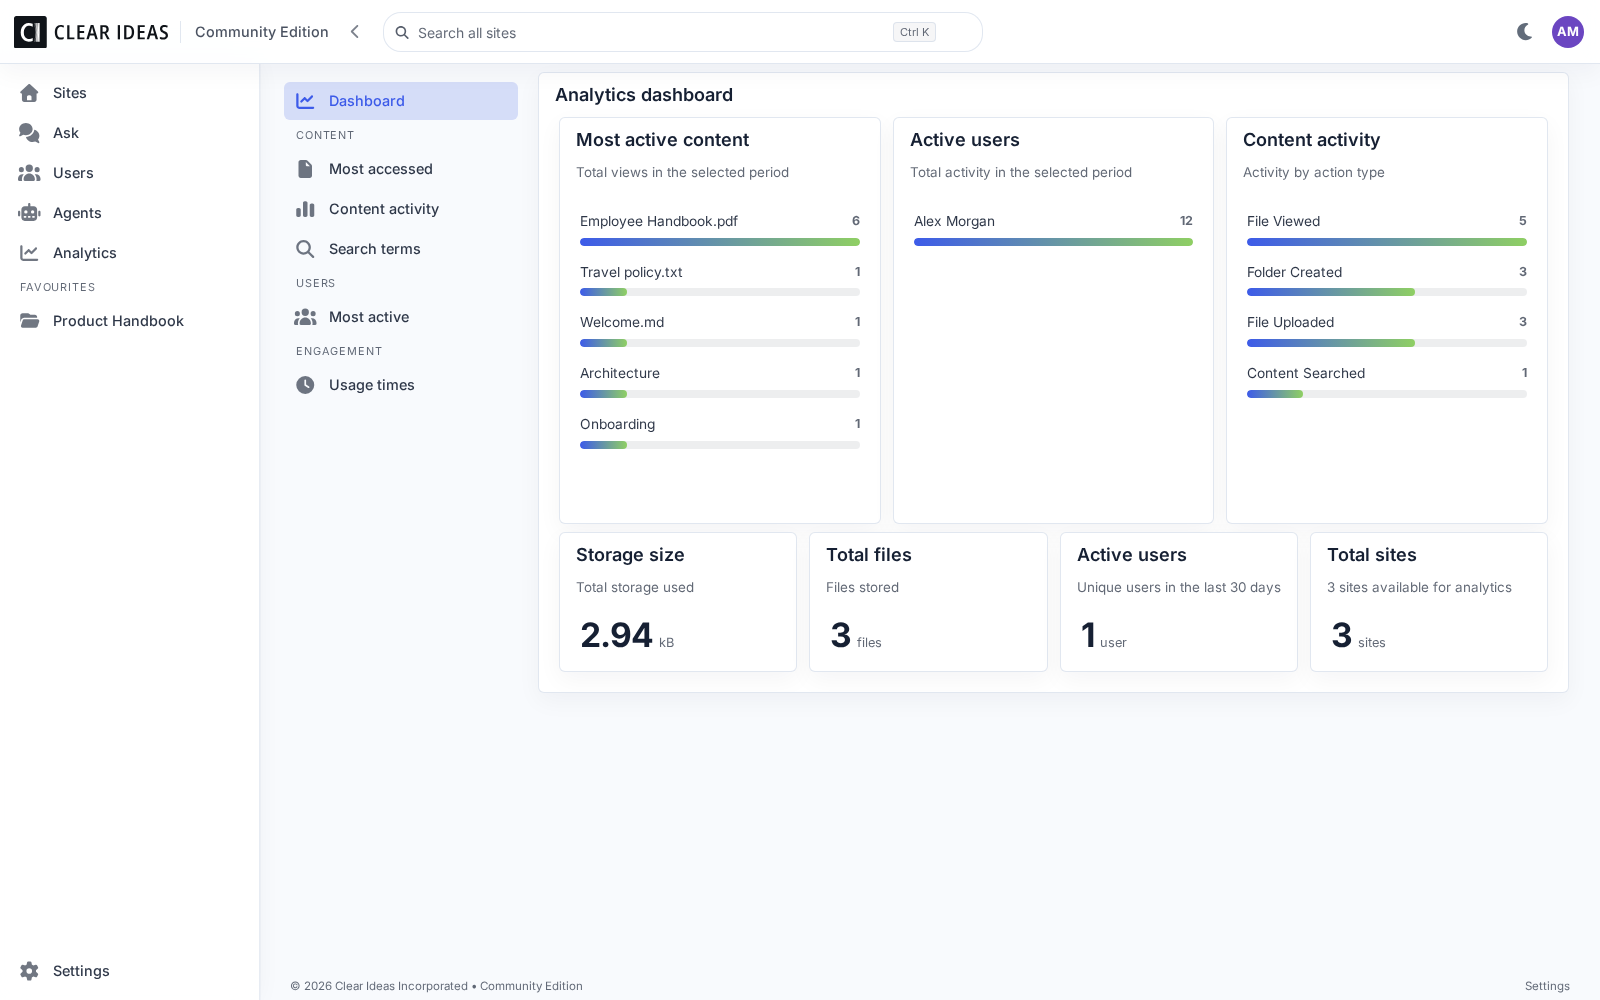 CI CLEAR IDEAS
Community Edition
Search all sites
Ctrl K
AM
Sites
Ask
Users
Agents
Analytics
FAVOURITES
Product Handbook
Settings
Dashboard
CONTENT
Most accessed
Content activity
Search terms
USERS
Most active
ENGAGEMENT
Usage times
Analytics dashboard
Most active content
Total views in the selected period
Employee Handbook.pdf 6
Travel policy.txt 1
Welcome.md 1
Architecture 1
Onboarding 1
Active users
Total activity in the selected period
Alex Morgan 12
Content activity
Activity by action type
File Viewed 5
Folder Created 3
File Uploaded 3
Content Searched 1
Storage size
Total storage used
2.94 kB
Total files
Files stored
3 files
Active users
Unique users in the last 30 days
1 user
Total sites
3 sites available for analytics
3 sites
© 2026 Clear Ideas Incorporated • Community Edition
Settings